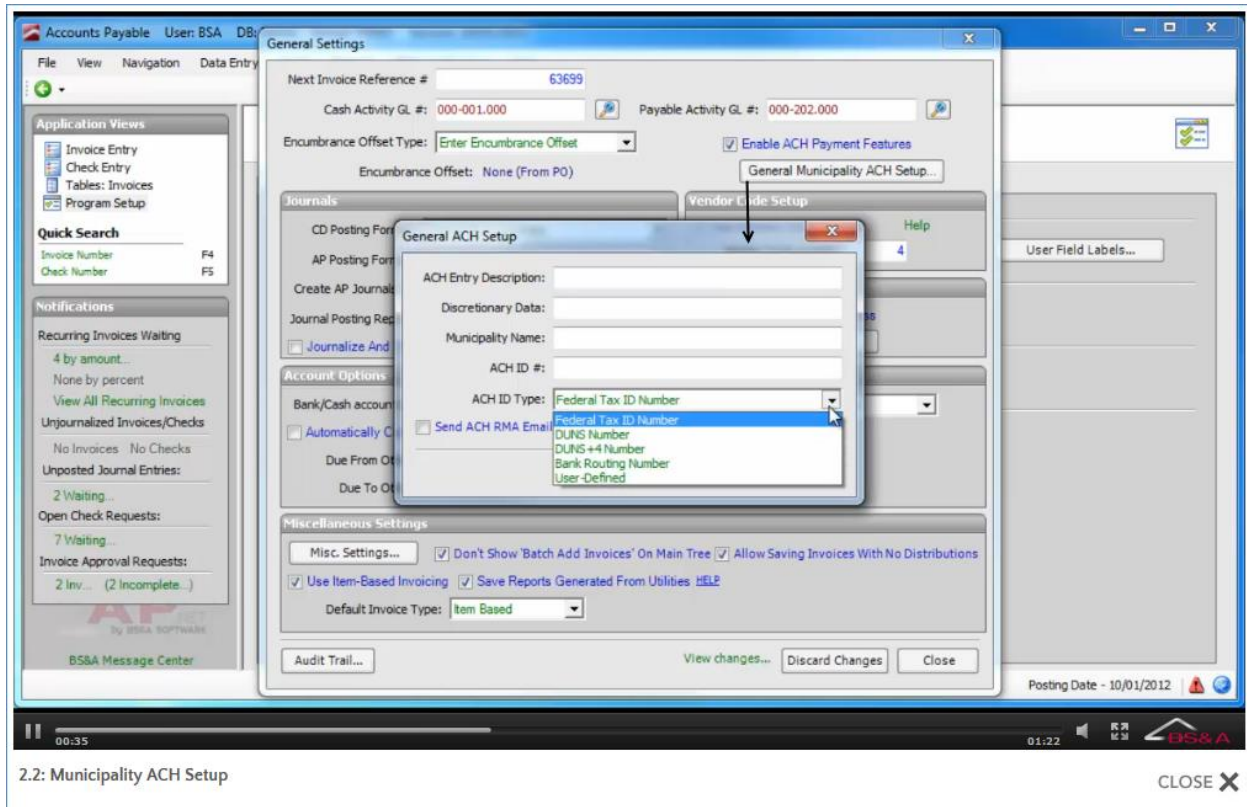 Accounts Payable User: BSA DB:
General Settings
File View Navigation Data Entry
Next Invoice Reference # 63699
Cash Activity GL #: 000-001.000 Payable Activity GL #: 000-202.000
Encumbrance Offset Type: Enter Encumbrance Offset Enable ACH Payment Features
Encumbrance Offset: None (From PO) General Municipality ACH Setup...
Application Views
Invoice Entry
Check Entry
Tables: Invoices
Program Setup
Quick Search
Invoice Number F4
Check Number F5
Notifications
Recurring Invoices Waiting
4 by amount...
None by percent
View All Recurring Invoices
Unjournalized Invoices/Checks
No Invoices No Checks
Unposted Journal Entries:
2 Waiting...
Open Check Requests:
7 Waiting...
Invoice Approval Requests:
2 Inv... (2 Incomplete...)
AP .NET
by BS&A SOFTWARE
BS&A Message Center
Journals Vendor Code Setup
CD Posting For Help
AP Posting For 4
Create AP Journals
Journal Posting Rep ss
Journalize And
Account Options
Bank/Cash account
Automatically C
Due From Ot
Due To Ot
User Field Labels...
General ACH Setup
ACH Entry Description:
Discretionary Data:
Municipality Name:
ACH ID #:
ACH ID Type: Federal Tax ID Number
Send ACH RMA Email
Federal Tax ID Number
DUNS Number
DUNS+4 Number
Bank Routing Number
User-Defined
Miscellaneous Settings
Misc. Settings... Don't Show 'Batch Add Invoices' On Main Tree Allow Saving Invoices With No Distributions
Use Item-Based Invoicing Save Reports Generated From Utilities HELP
Default Invoice Type: Item Based
Audit Trail... View changes... Discard Changes Close
Posting Date - 10/01/2012
00:35 01:22 BS&A
2.2: Municipality ACH Setup CLOSE